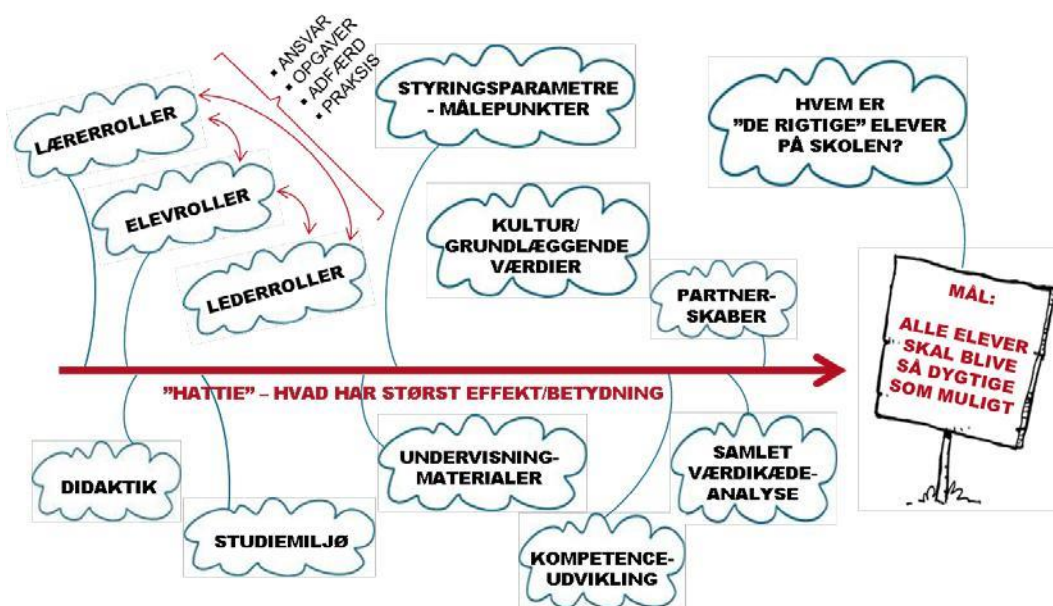 ▪ ANSVAR
▪ OPGAVER
▪ ADFÆRD
▪ PRAKSIS
LÆRERROLLER
ELEVROLLER
LEDERROLLER
STYRINGSPARAMETRE
- MÅLEPUNKTER
KULTUR/
GRUNDLÆGGENDE
VÆRDIER
PARTNER-
SKABER
HVEM ER
”DE RIGTIGE” ELEVER
PÅ SKOLEN?
MÅL:
ALLE ELEVER
SKAL BLIVE
SÅ DYGTIGE
SOM MULIGT
”HATTIE” – HVAD HAR STØRST EFFEKT/BETYDNING
DIDAKTIK
STUDIEMILJØ
UNDERVISNING-
MATERIALER
KOMPETENCE-
UDVIKLING
SAMLET
VÆRDIKÆDE-
ANALYSE